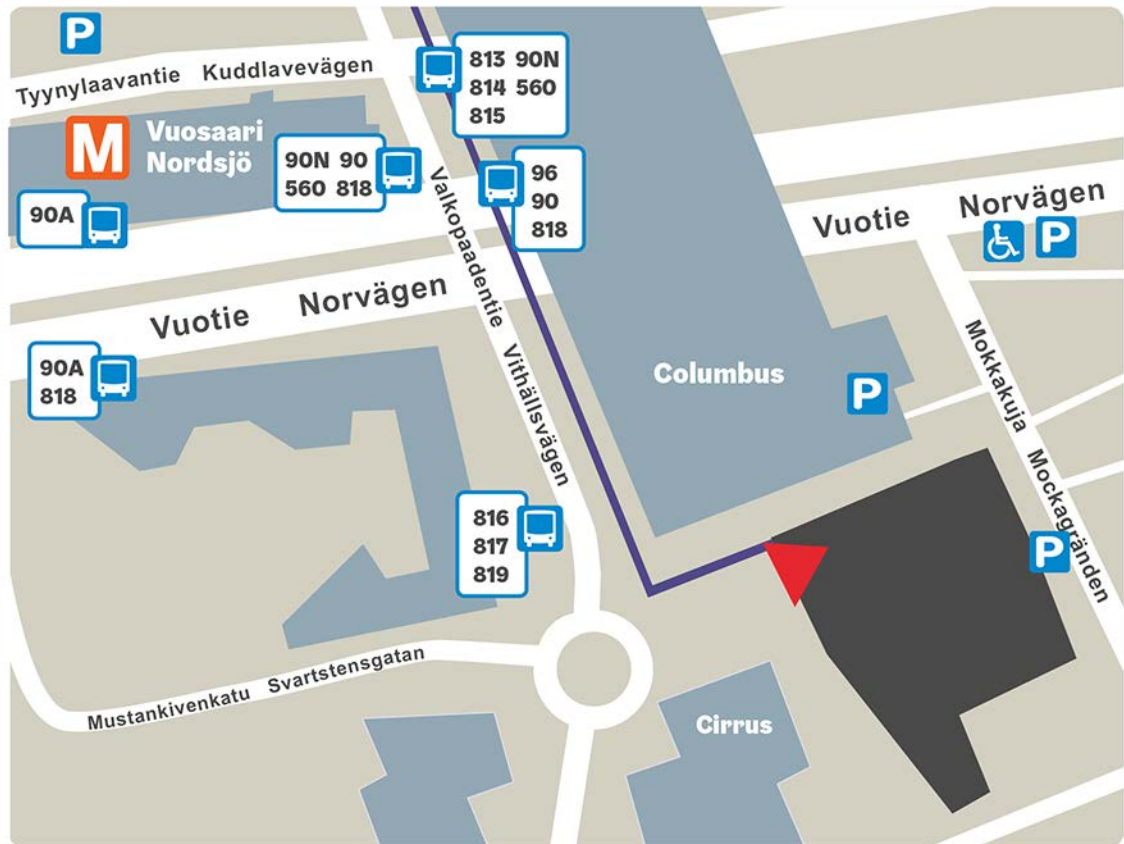 P
Tyynylaavantie Kuddlavevägen
813 90N
814 560
815
M
Vuosaari
Nordsjö
90N 90
560 818
96
90
818
90A
Vuotie Norvägen
P
Valkopaadentie Vithällsvägen
Vuotie Norvägen
90A
818
Columbus
P
Mokkakuja Mockagränden
816
817
819
P
Mustankivenkatu Svartstensgatan
Cirrus